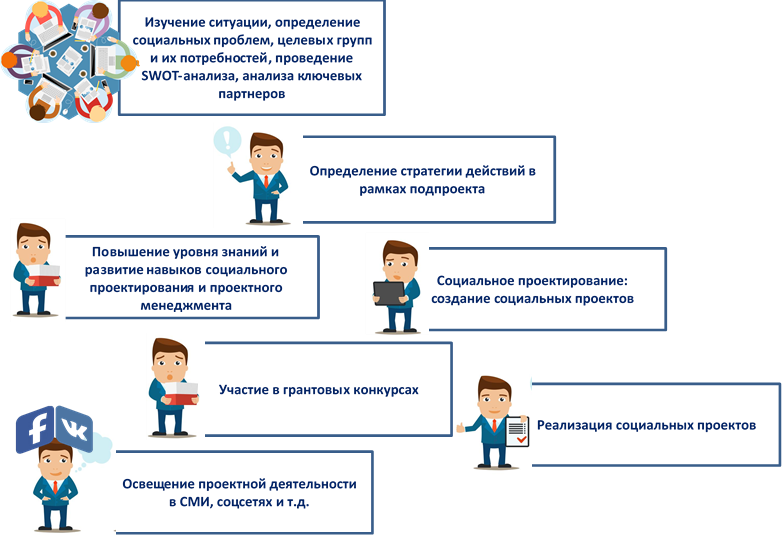 Изучение ситуации, определение
социальных проблем, целевых групп
и их потребностей, проведение
SWOT-анализа, анализа ключевых
партнеров
!
Определение стратегии действий в
рамках подпроекта
Повышение уровня знаний и
развитие навыков социального
проектирования и проектного
менеджмента
Социальное проектирование:
создание социальных проектов
Участие в грантовых конкурсах
Реализация социальных проектов
Освещение проектной деятельности
в СМИ, соцсетях и т.д.